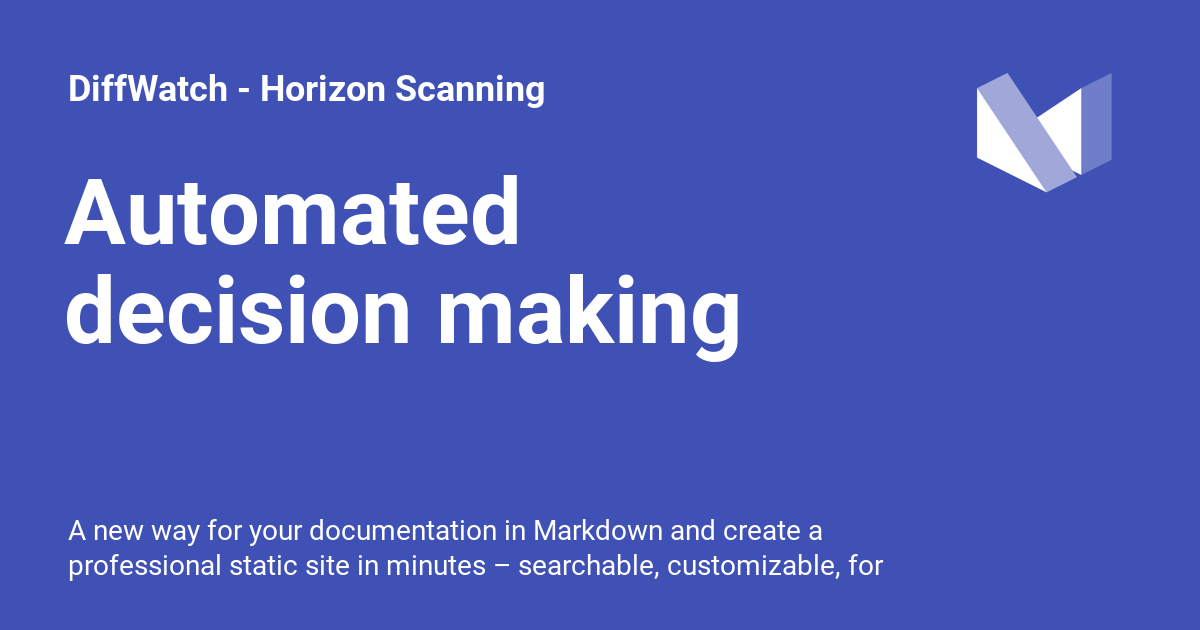 DiffWatch - Horizon Scanning
Automated
decision making
A new way for your documentation in Markdown and create a
professional static site in minutes – searchable, customizable, for